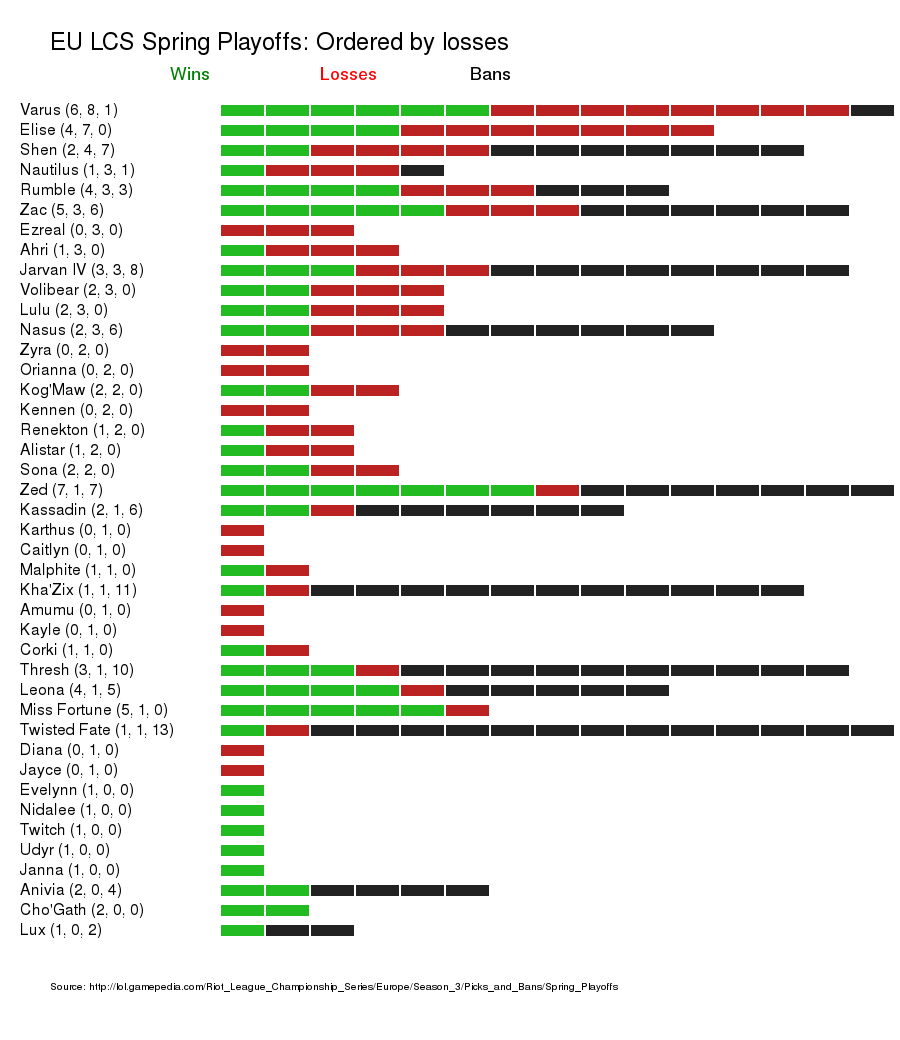 EU LCS Spring Playoffs: Ordered by losses
Wins Losses Bans
Varus (6, 8, 1)
Elise (4, 7, 0)
Shen (2, 4, 7)
Nautilus (1, 3, 1)
Rumble (4, 3, 3)
Zac (5, 3, 6)
Ezreal (0, 3, 0)
Ahri (1, 3, 0)
Jarvan IV (3, 3, 8)
Volibear (2, 3, 0)
Lulu (2, 3, 0)
Nasus (2, 3, 6)
Zyra (0, 2, 0)
Orianna (0, 2, 0)
Kog'Maw (2, 2, 0)
Kennen (0, 2, 0)
Renekton (1, 2, 0)
Alistar (1, 2, 0)
Sona (2, 2, 0)
Zed (7, 1, 7)
Kassadin (2, 1, 6)
Karthus (0, 1, 0)
Caitlyn (0, 1, 0)
Malphite (1, 1, 0)
Kha'Zix (1, 1, 11)
Amumu (0, 1, 0)
Kayle (0, 1, 0)
Corki (1, 1, 0)
Thresh (3, 1, 10)
Leona (4, 1, 5)
Miss Fortune (5, 1, 0)
Twisted Fate (1, 1, 13)
Diana (0, 1, 0)
Jayce (0, 1, 0)
Evelynn (1, 0, 0)
Nidalee (1, 0, 0)
Twitch (1, 0, 0)
Udyr (1, 0, 0)
Janna (1, 0, 0)
Anivia (2, 0, 4)
Cho'Gath (2, 0, 0)
Lux (1, 0, 2)
Source: http://lol.gamepedia.com/Riot_League_Championship_Series/Europe/Season_3/Picks_and_Bans/Spring_Playoffs